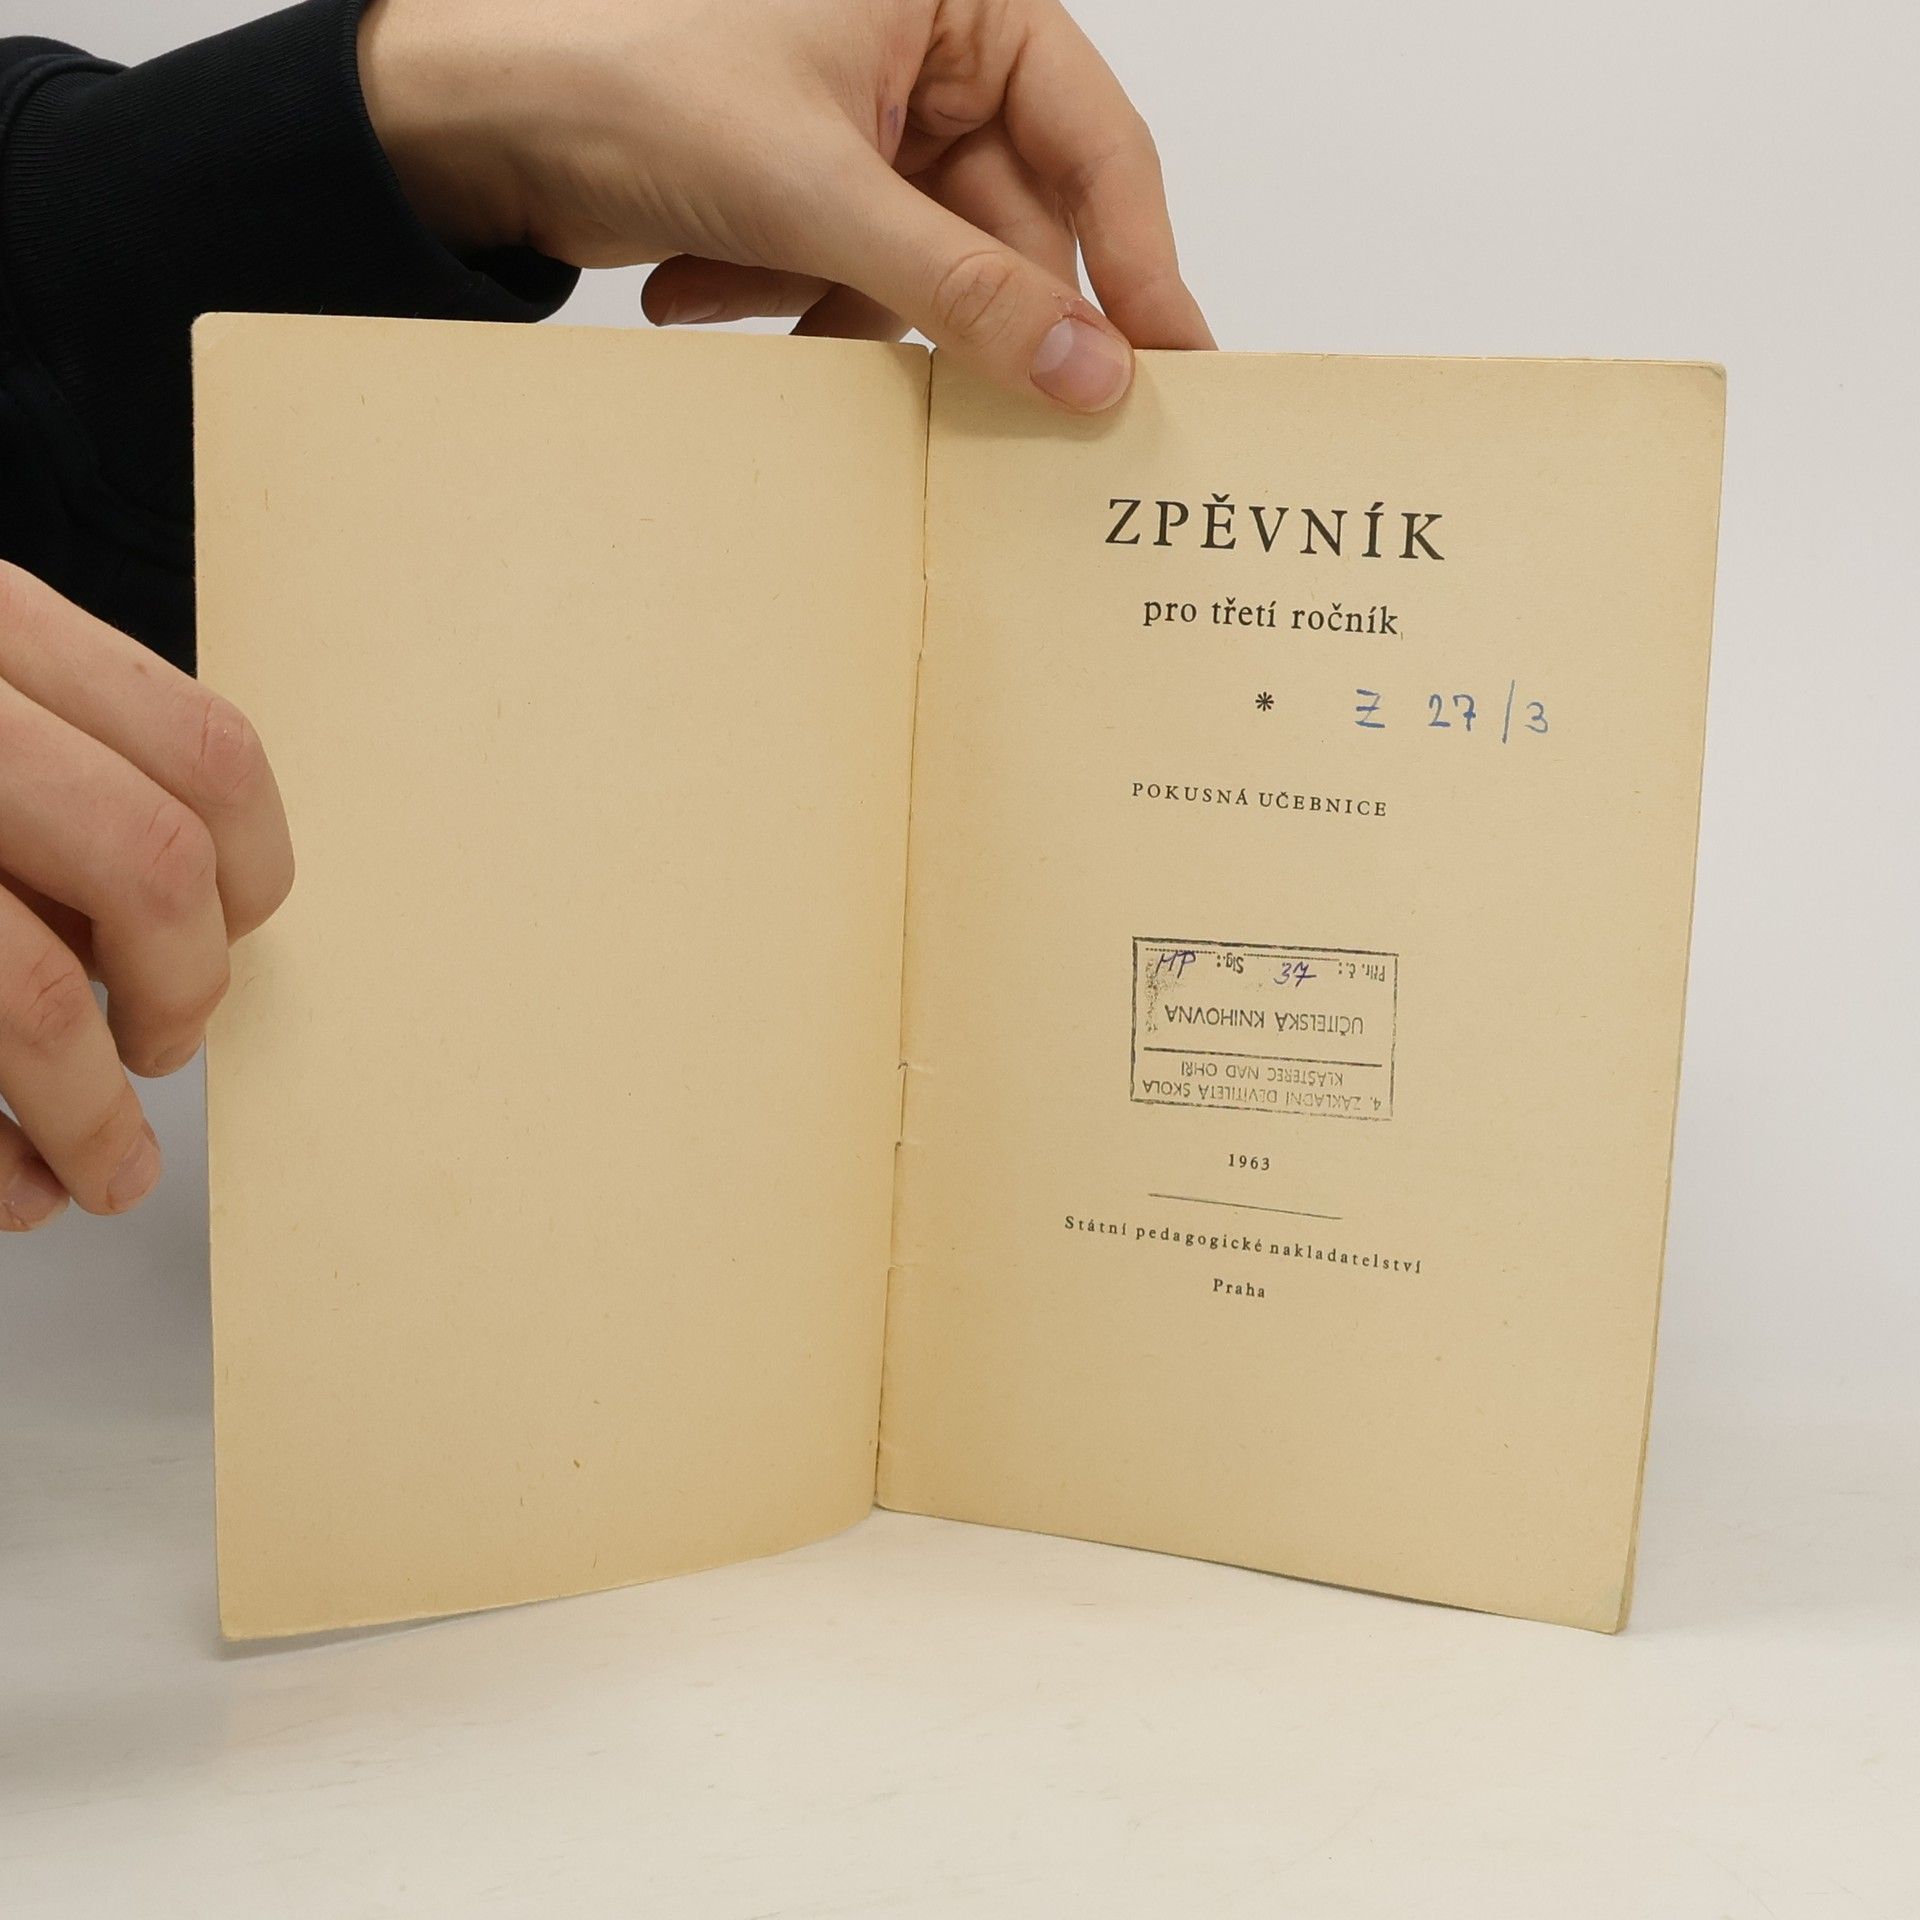 ZPĚVNÍK
pro třetí ročník
* Z 27/3
POKUSNÁ UČEBNICE
4. ZÁKLADNÍ DEVÍTILETÁ ŠKOLA
KLÁŠTEREC NAD OHŘÍ
UČITELSKÁ KNIHOVNA
Přír. č.: 37 Sig.: MP
1963
Státní pedagogické nakladatelství
Praha